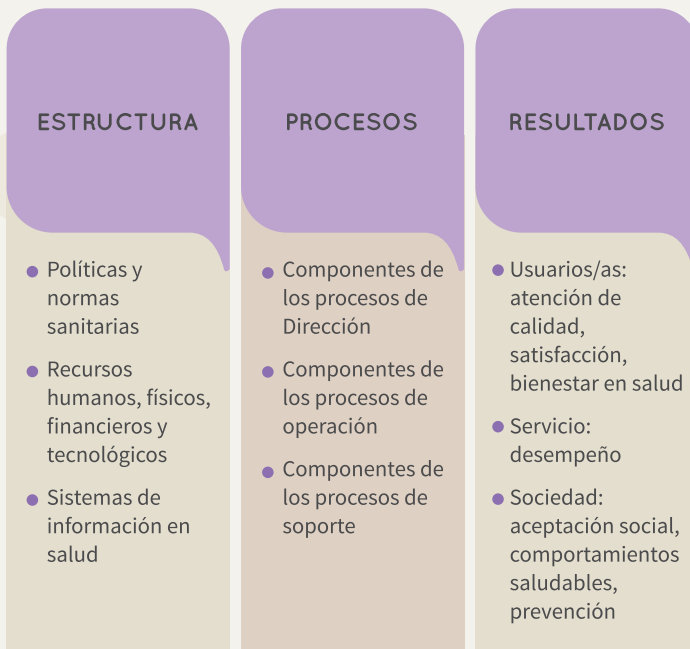 ESTRUCTURA
Políticas y
normas
sanitarias
Recursos
humanos, físicos,
financieros y
tecnológicos
Sistemas de
información en
salud
PROCESOS
Componentes de
los procesos de
Dirección
Componentes de
los procesos de
operación
Componentes de
los procesos de
soporte
RESULTADOS
Usuarios/as:
atención de
calidad,
satisfacción,
bienestar en salud
Servicio:
desempeño
Sociedad:
aceptación social,
comportamientos
saludables,
prevención